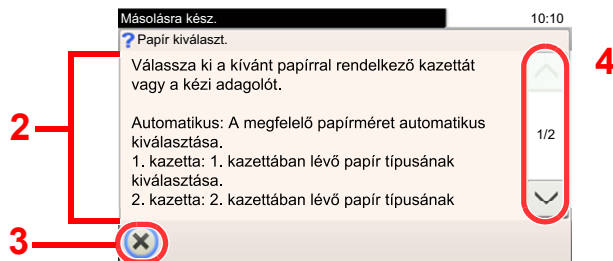 Másolásra kész.
10:10
? Papír kiválaszt.
Válassza ki a kívánt papírral rendelkező kazettát
vagy a kézi adagolót.
Automatikus: A megfelelő papírméret automatikus
kiválasztása.
1. kazetta: 1. kazettában lévő papír típusának
kiválasztása.
2. kazetta: 2. kazettában lévő papír típusának
1/2
2
3
4